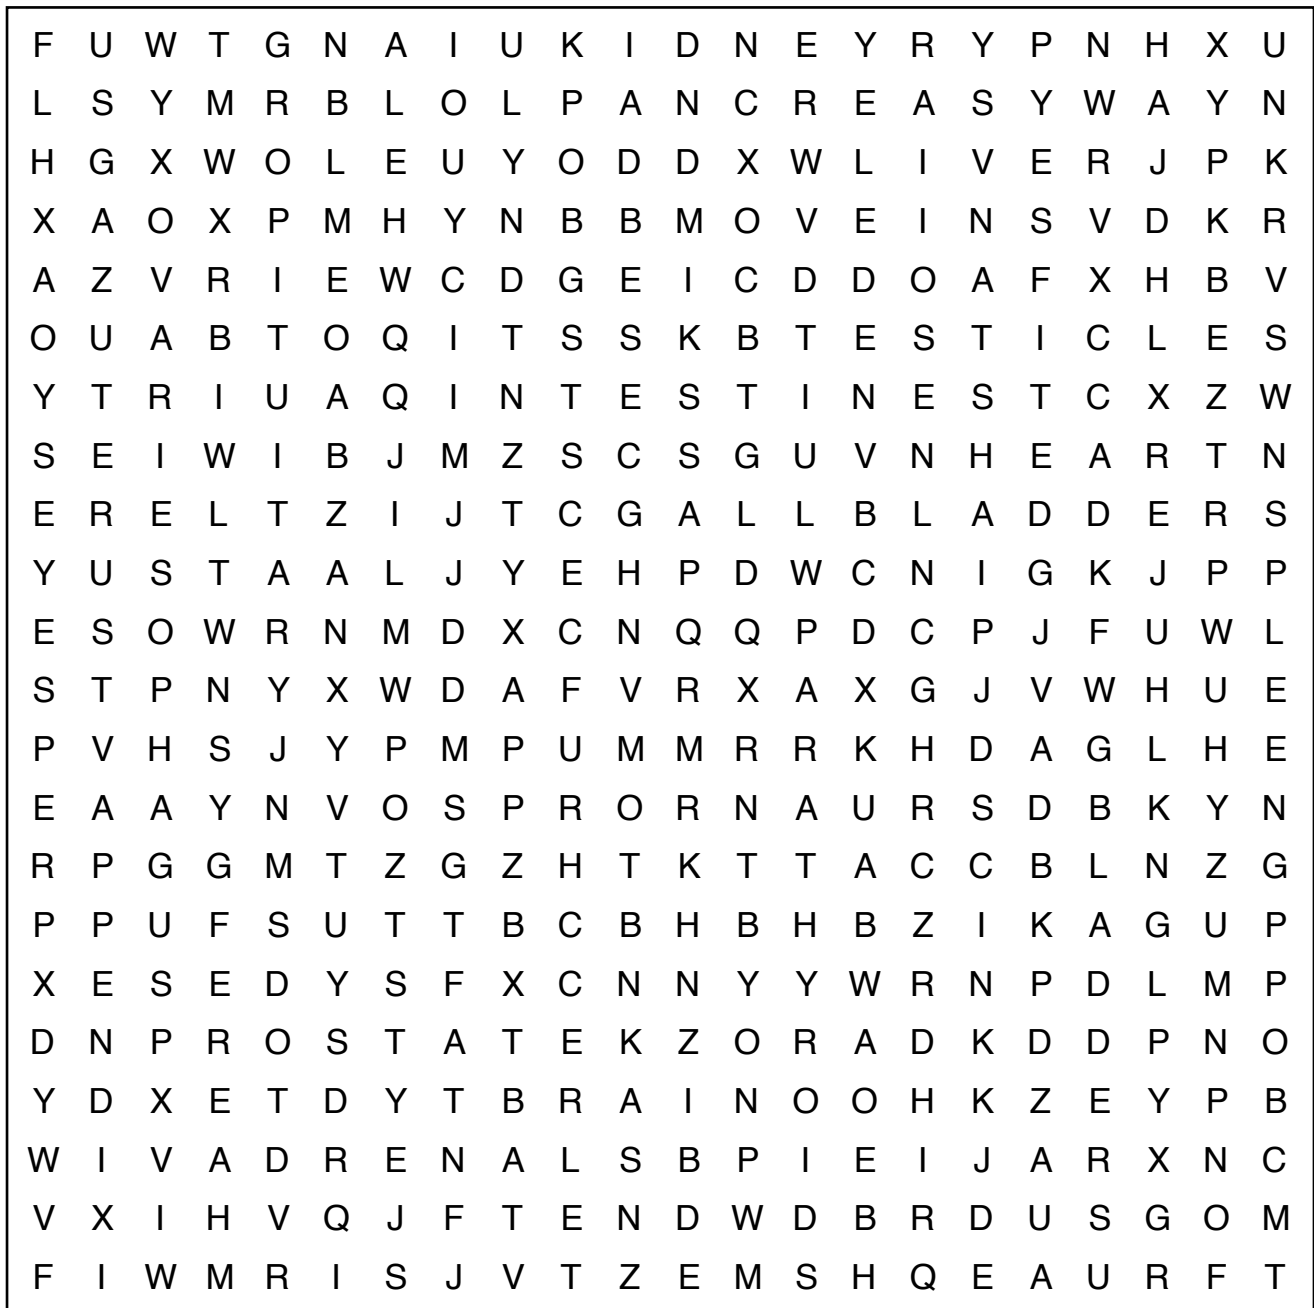 F U W T G N A I U K I D N E Y R Y P N H X U
L S Y M R B L O L P A N C R E A S Y W A Y N
H G X W O L E U Y O D D X W L I V E R J P K
X A O X P M H Y N B B M O V E I N S V D K R
A Z V R I E W C D G E I C D D O A F X H B V
O U A B T O Q I T S S K B T E S T I C L E S
Y T R I U A Q I N T E S T I N E S T C X Z W
S E I W I B J M Z S C S G U V N H E A R T N
E R E L T Z I J T C G A L L B L A D D E R S
Y U S T A A L J Y E H P D W C N I G K J P P
E S O W R N M D X C N Q Q P D C P J F U W L
S T P N Y X W D A F V R X A X G J V W H U E
P V H S J Y P M P U M M R R K H D A G L H E
E A A Y N V O S P R O R N A U R S D B K Y N
R P G G M T Z G Z H T K T T A C C B L N Z G
P P U F S U T T B C B H B H B Z I K A G U P
X E S E D Y S F X C N N Y Y W R N P D L M P
D N P R O S T A T E K Z O R A D K D D P N O
Y D X E T D Y T B R A I N O O H K Z E Y P B
W I V A D R E N A L S B P I E I J A R X N C
V X I H V Q J F T E N D W D B R D U S G O M
F I W M R I S J V T Z E M S H Q E A U R F T